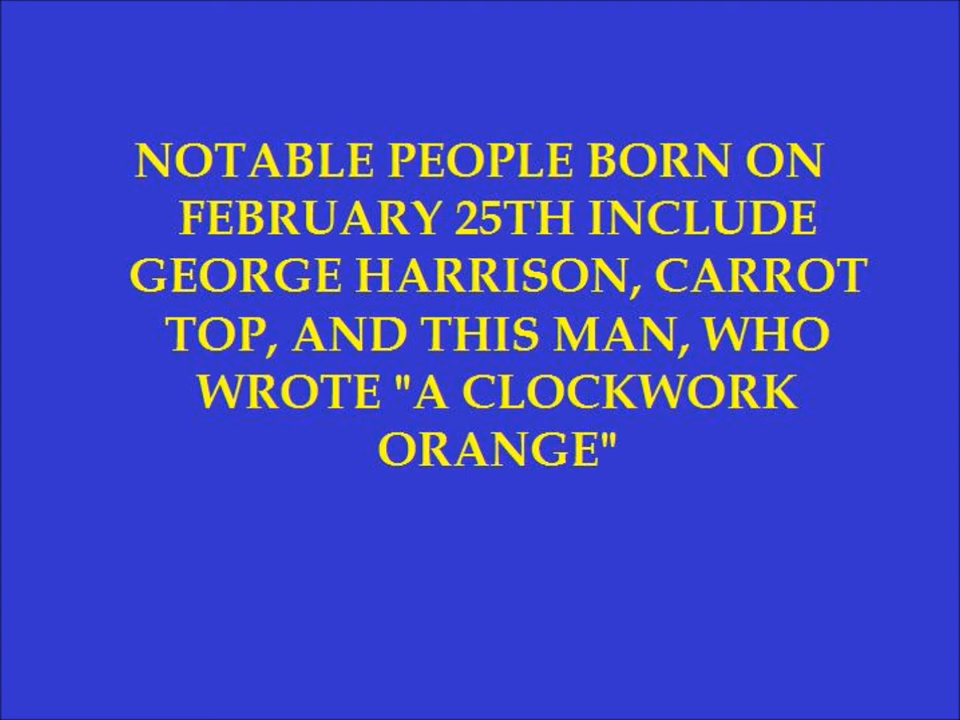 NOTABLE PEOPLE BORN ON
FEBRUARY 25TH INCLUDE
GEORGE HARRISON, CARROT
TOP, AND THIS MAN, WHO
WROTE "A CLOCKWORK
ORANGE"